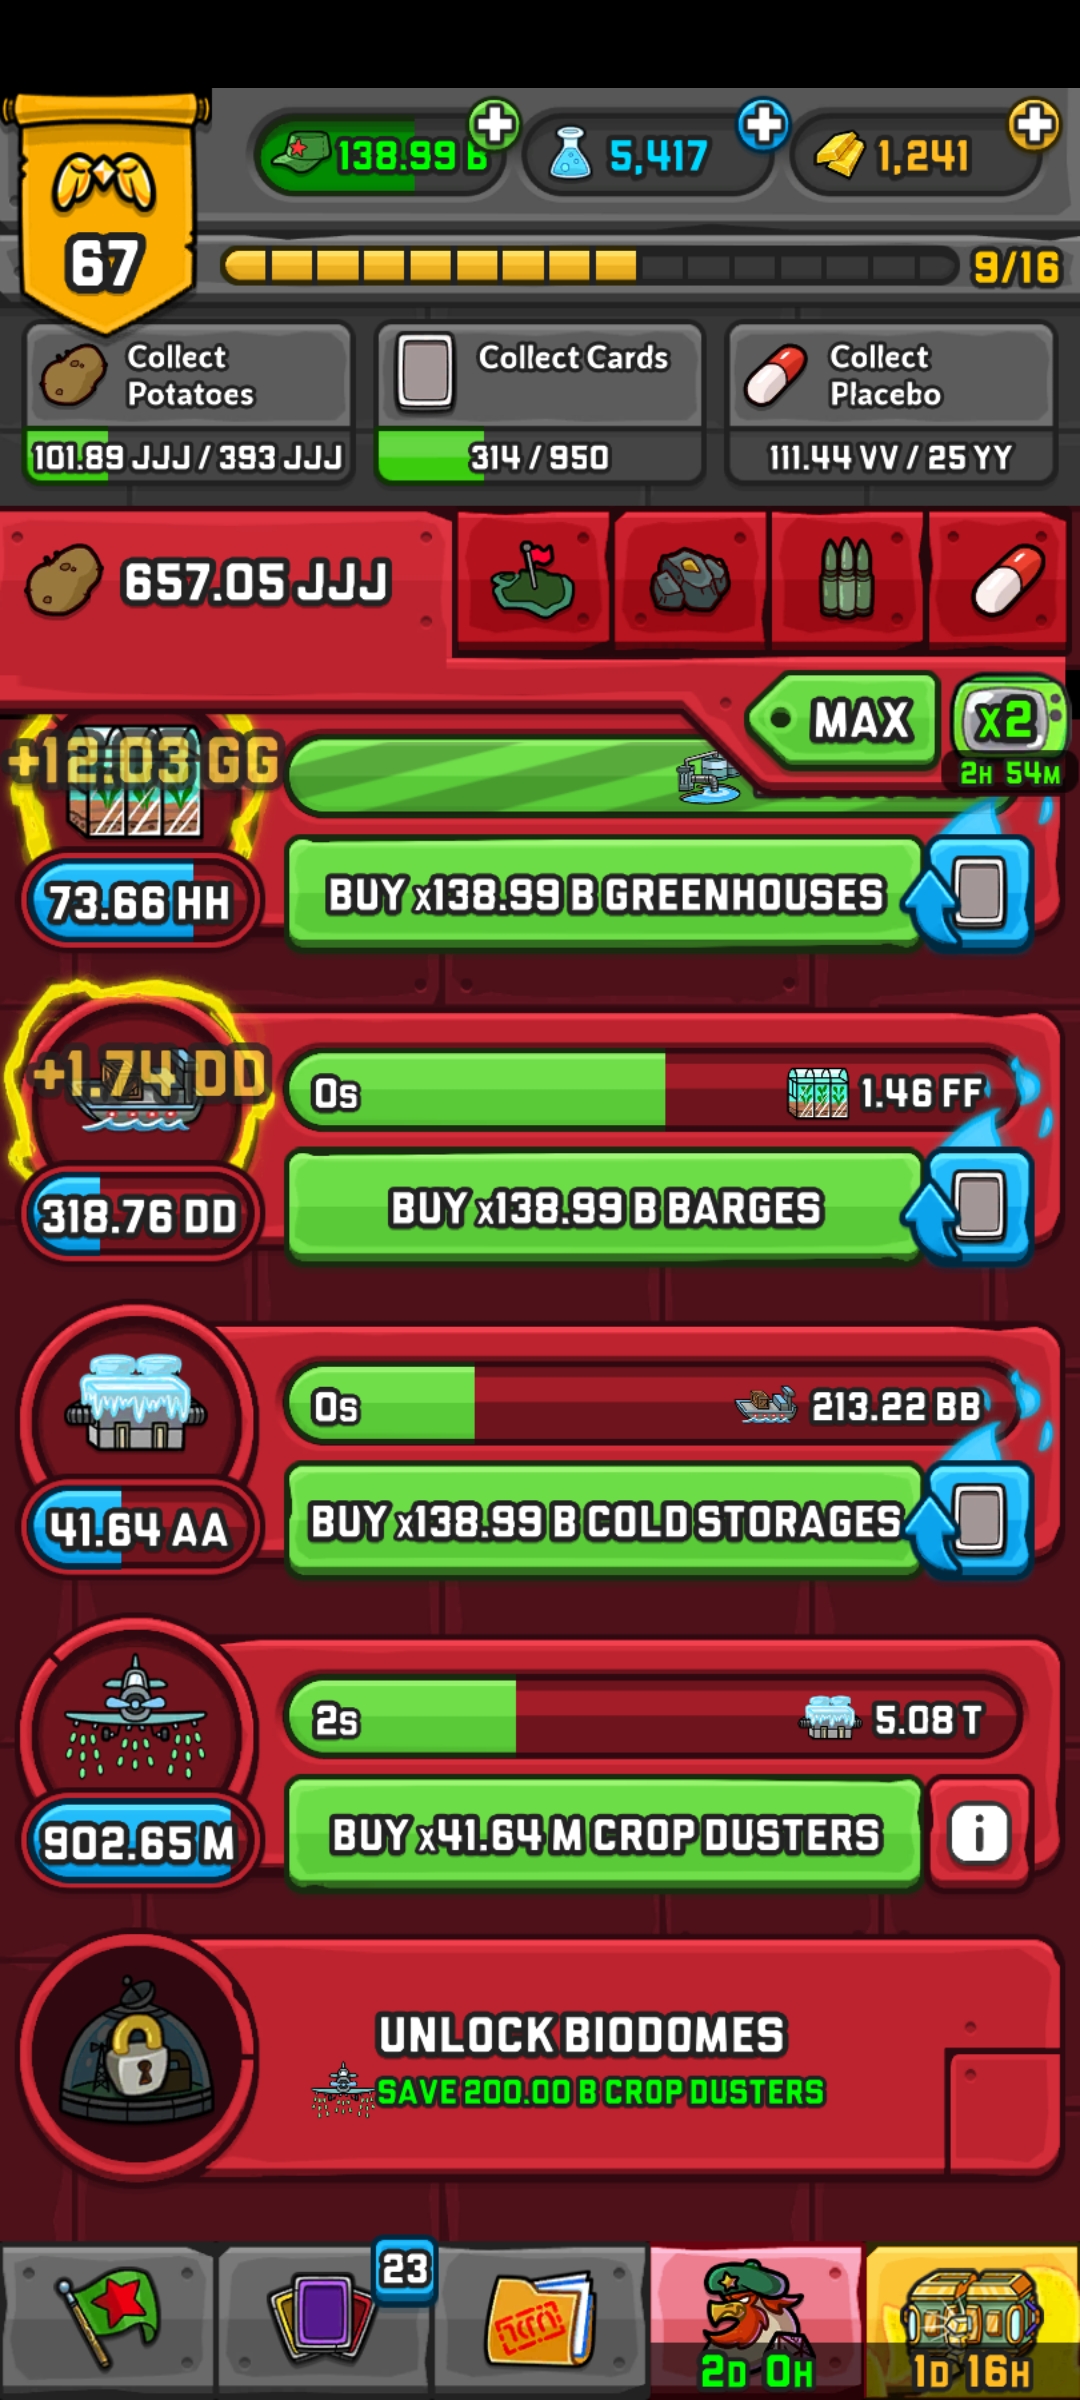 138.99 B
5,417
1,241
67
9/16
Collect
Potatoes
101.89 JJJ / 393 JJJ
Collect Cards
314 / 950
Collect
Placebo
111.44 VV / 25 YY
657.05 JJJ
MAX
x2
2H 54M
+12.03 GG
73.66 HH
BUY x138.99 B GREENHOUSES
+1.74 DD
0s
1.46 FF
318.76 DD
BUY x138.99 B BARGES
0s
213.22 BB
41.64 AA
BUY x138.99 B COLD STORAGES
2s
5.08 T
902.65 M
BUY x41.64 M CROP DUSTERS
i
UNLOCK BIODOMES
SAVE 200.00 B CROP DUSTERS
23
2D 0H
1D 16H